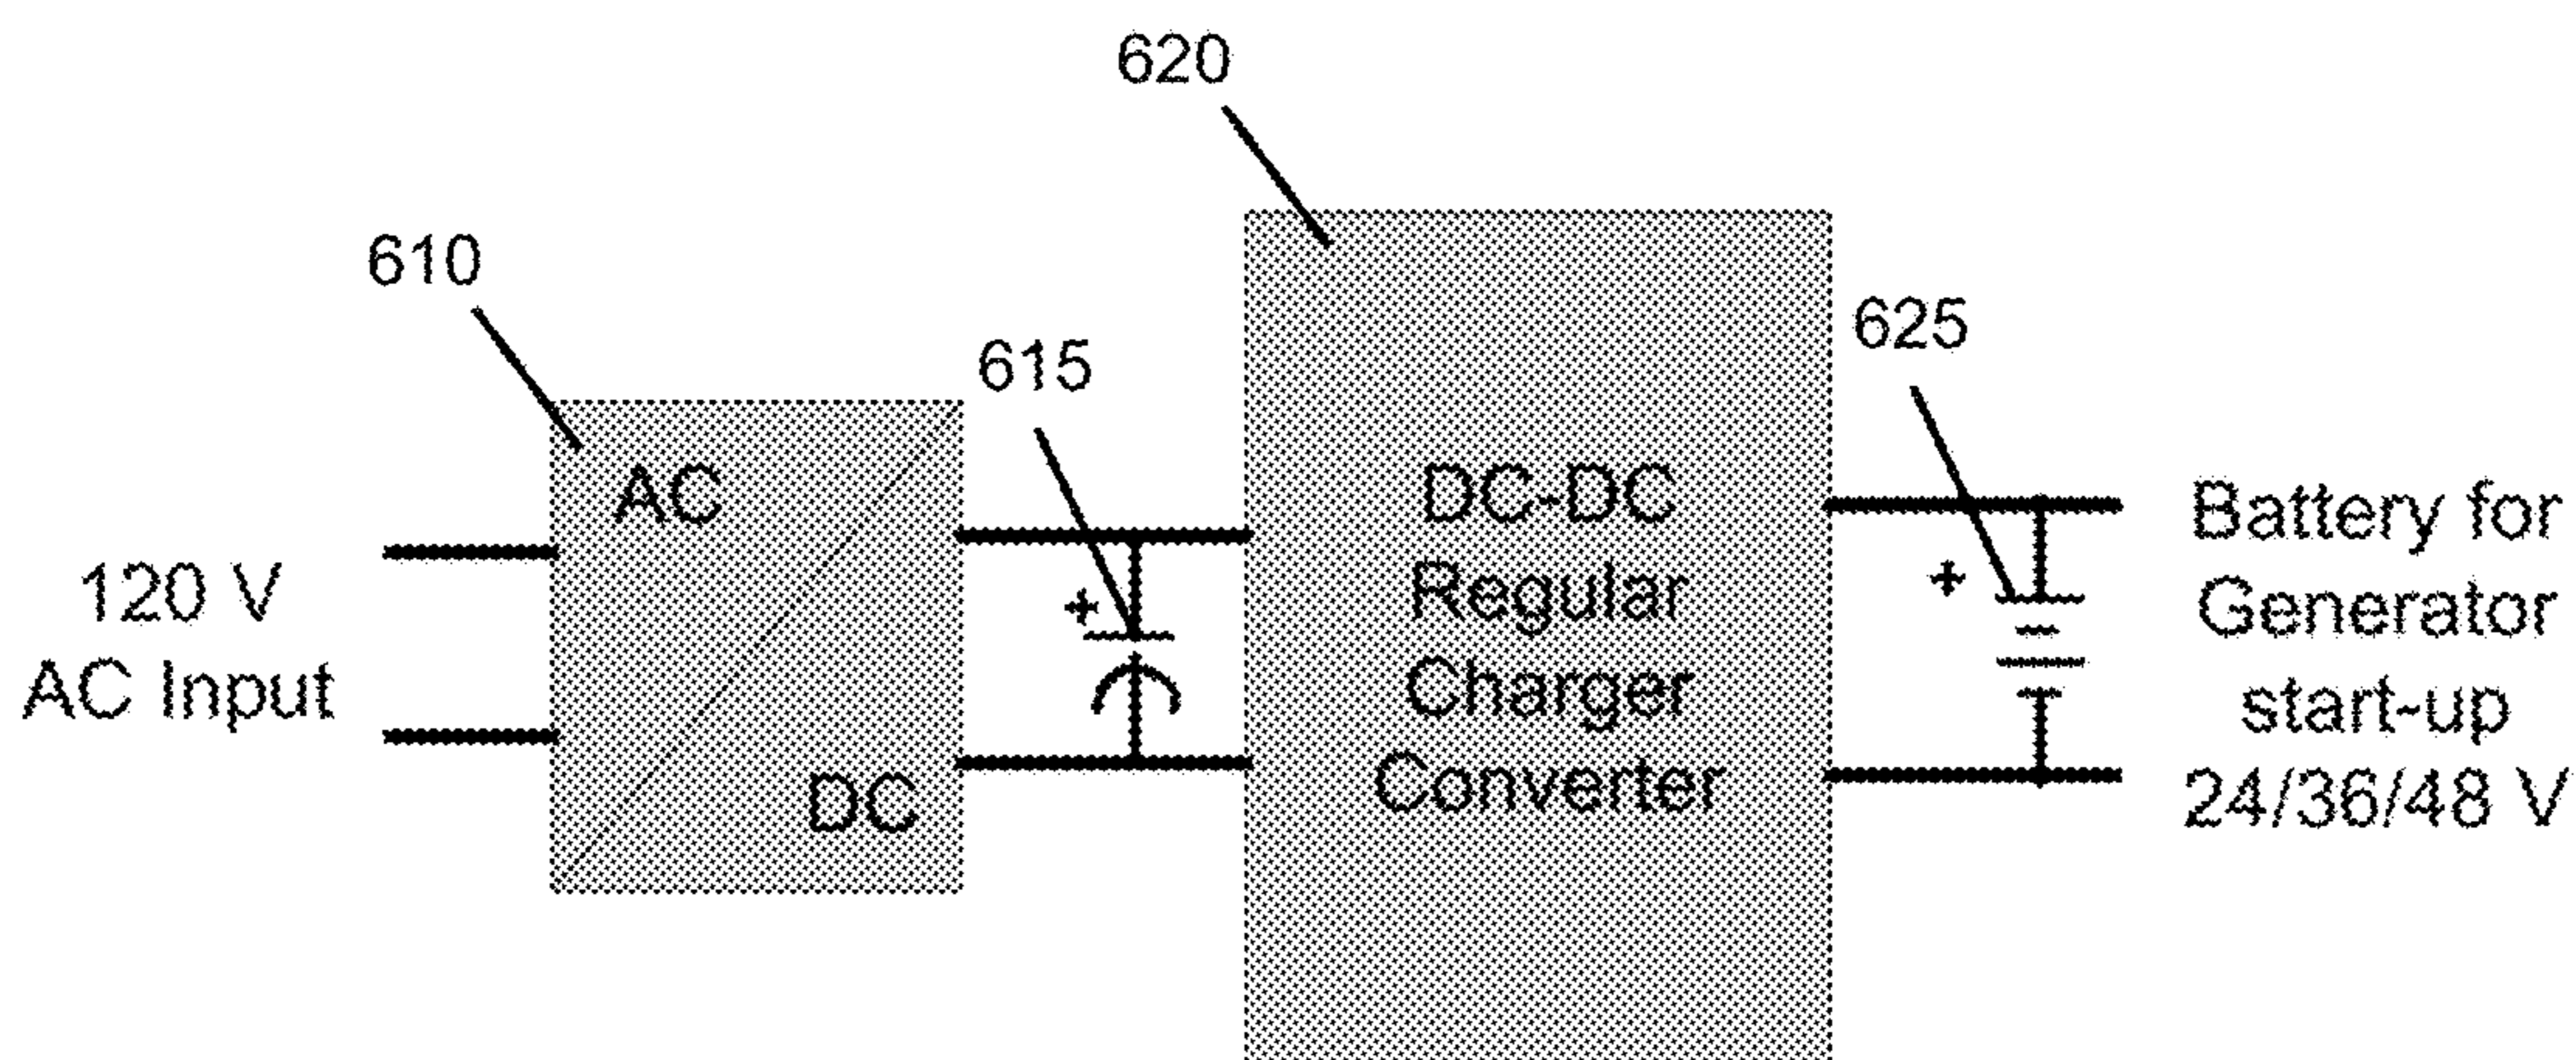 620
610
615
625
120 V
AC Input
AC
DC
+
DC-DC
Regular
Charger
Converter
+
Battery for
Generator
start-up
24/36/48 V